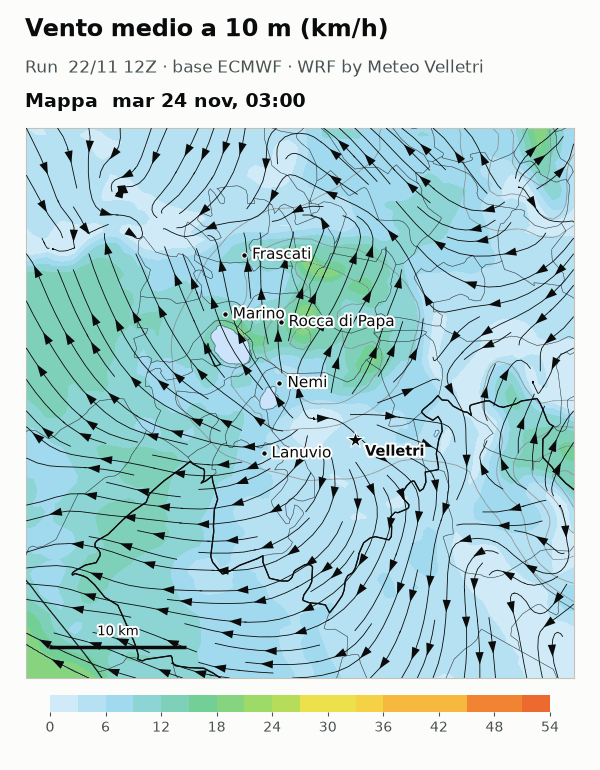 Vento medio a 10 m (km/h)
Run 22/11 12Z · base ECMWF · WRF by Meteo Velletri
Mappa mar 24 nov, 03:00
Frascati
Marino
Rocca di Papa
Nemi
Velletri
Lanuvio
10 km
0 6 12 18 24 30 36 42 48 54